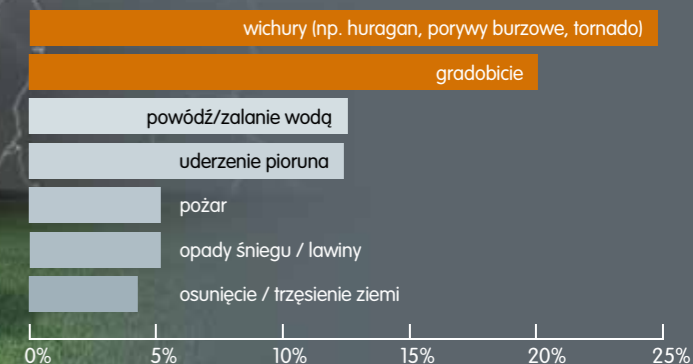 wichury (np. huragan, porywy burzowe, tornado)
gradobicie
powódź/zalanie wodą
uderzenie pioruna
pożar
opady śniegu / lawiny
osunięcie / trzęsienie ziemi
0% 5% 10% 15% 20% 25%